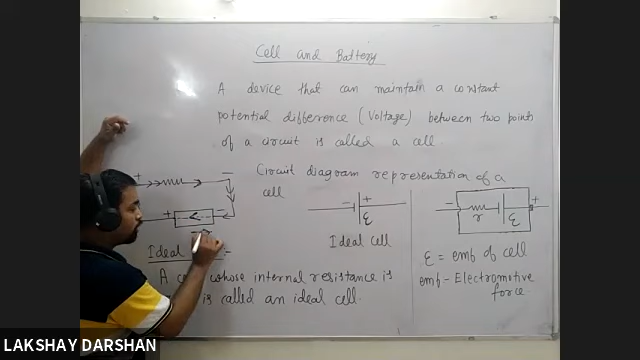 Cell and Battery
A device that can maintain a constant
potential difference (Voltage) between two points
of a circuit is called a cell.
Circuit diagram representation of a
cell
+ −
+ −
− +
ε
Ideal cell
− +
r ε
ε = emf of cell
emf - Electromotive
force.
Ideal :-
A whose internal resistance is
is called an ideal cell.
LAKSHAY DARSHAN